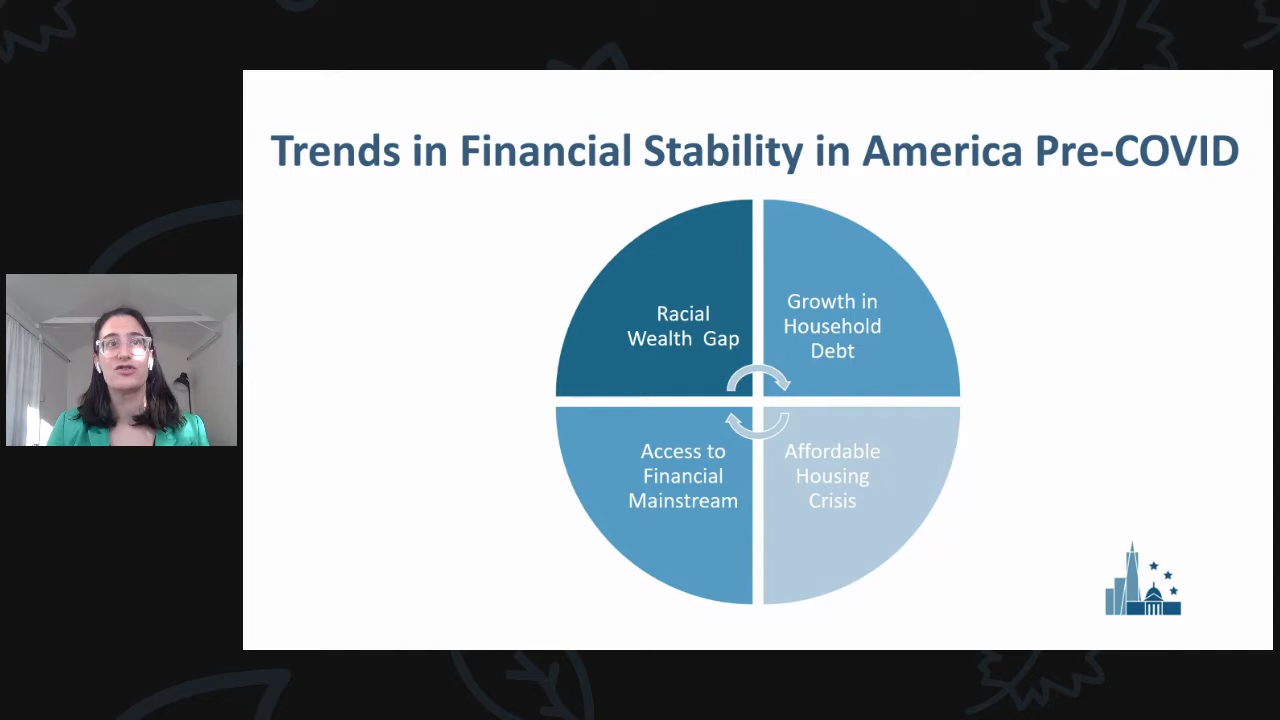 Trends in Financial Stability in America Pre-COVID
Racial
Wealth Gap
Growth in
Household
Debt
Access to
Financial
Mainstream
Affordable
Housing
Crisis